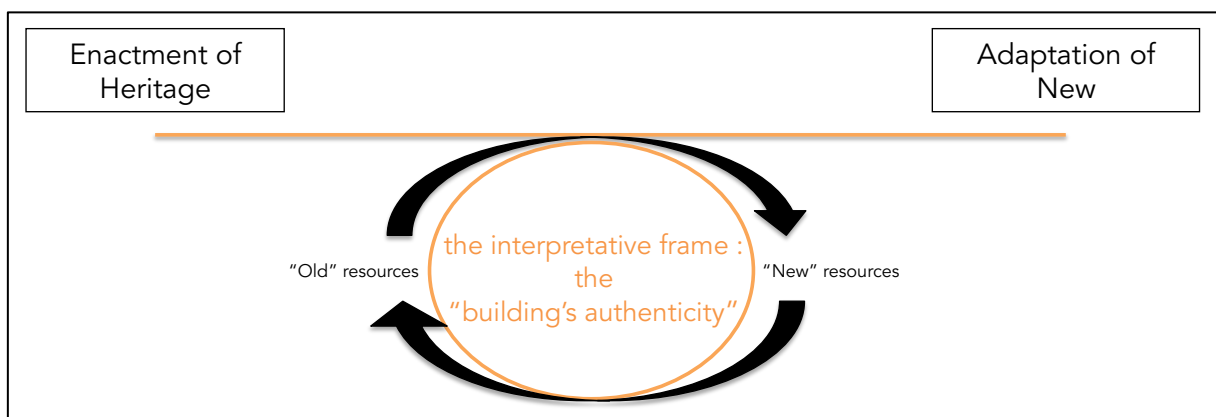 Enactment of
Heritage
Adaptation of
New
the interpretative frame :
the
“building’s authenticity”
“Old” resources
“New” resources